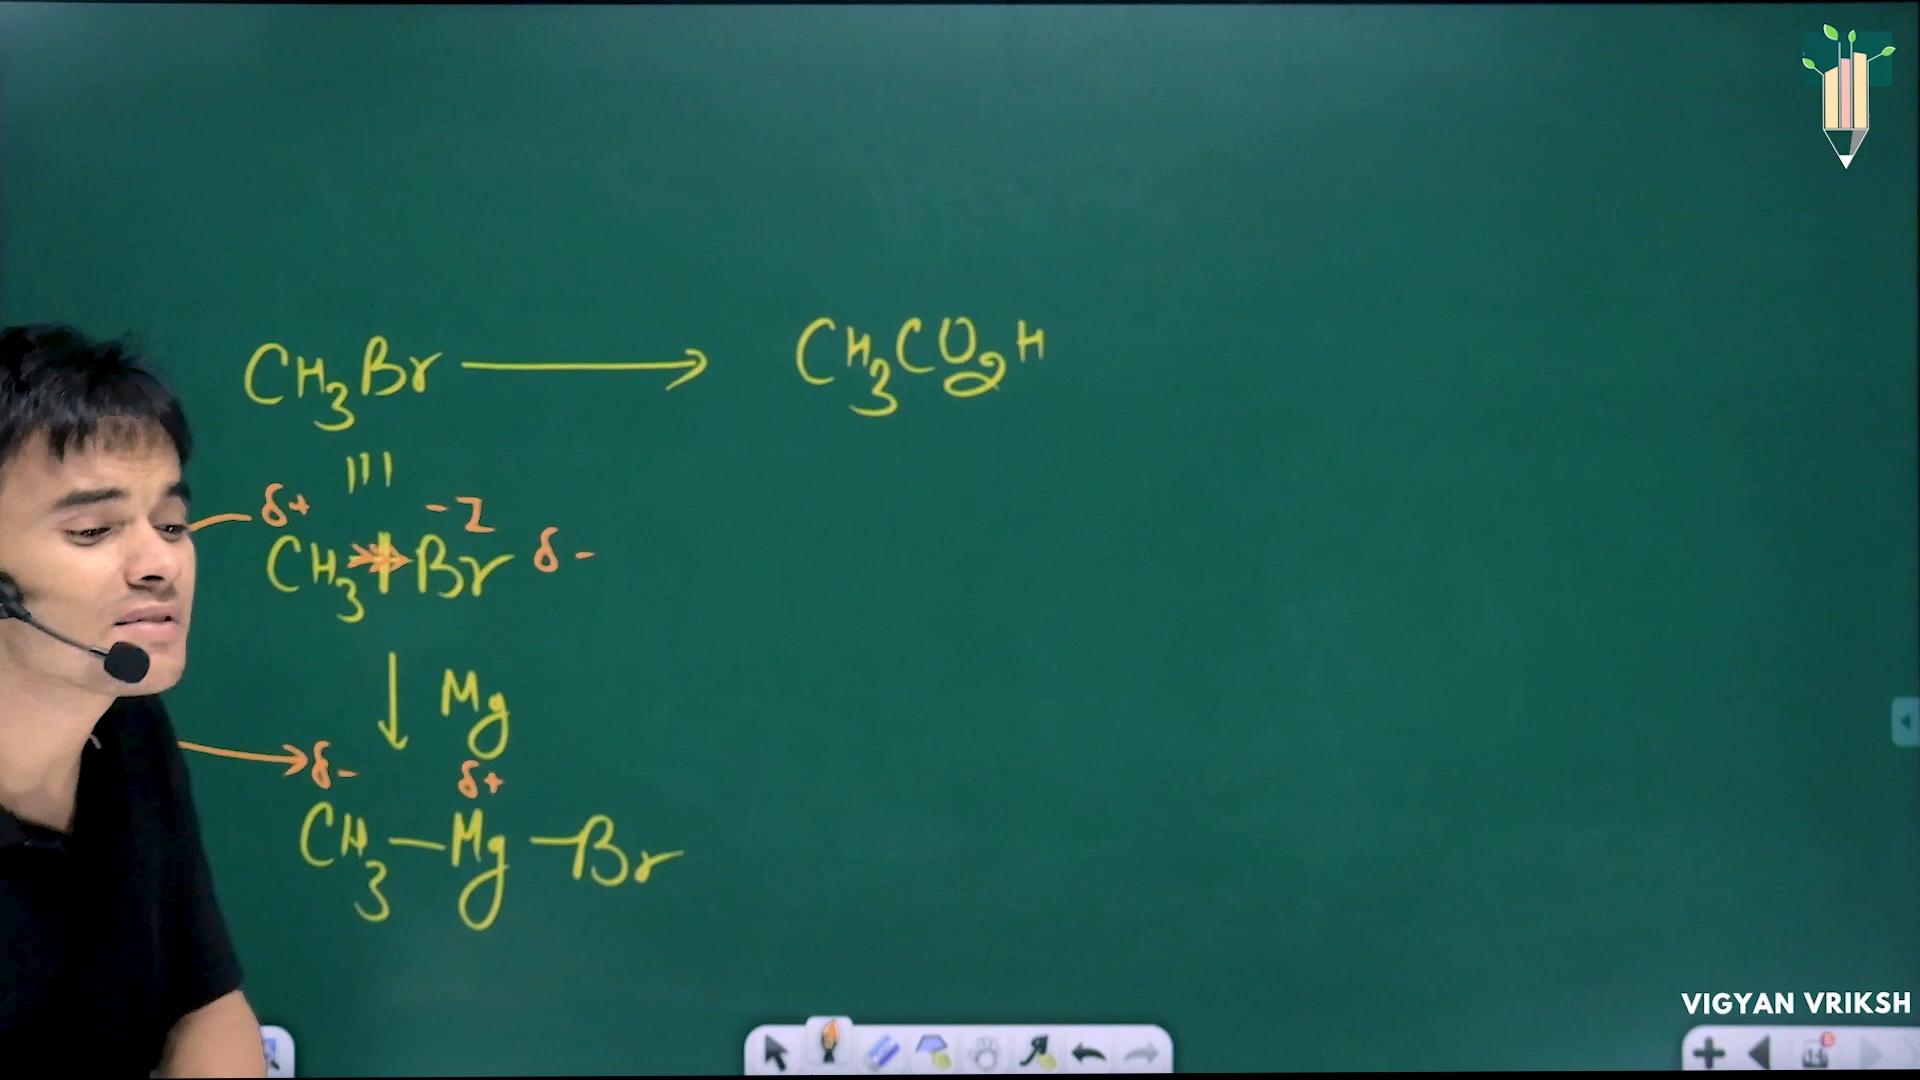 CH3Br ⟶ CH3CO2H
|||
δ+ -I
CH3 Br δ-
↓ Mg
δ- δ+
CH3—Mg—Br
VIGYAN VRIKSH